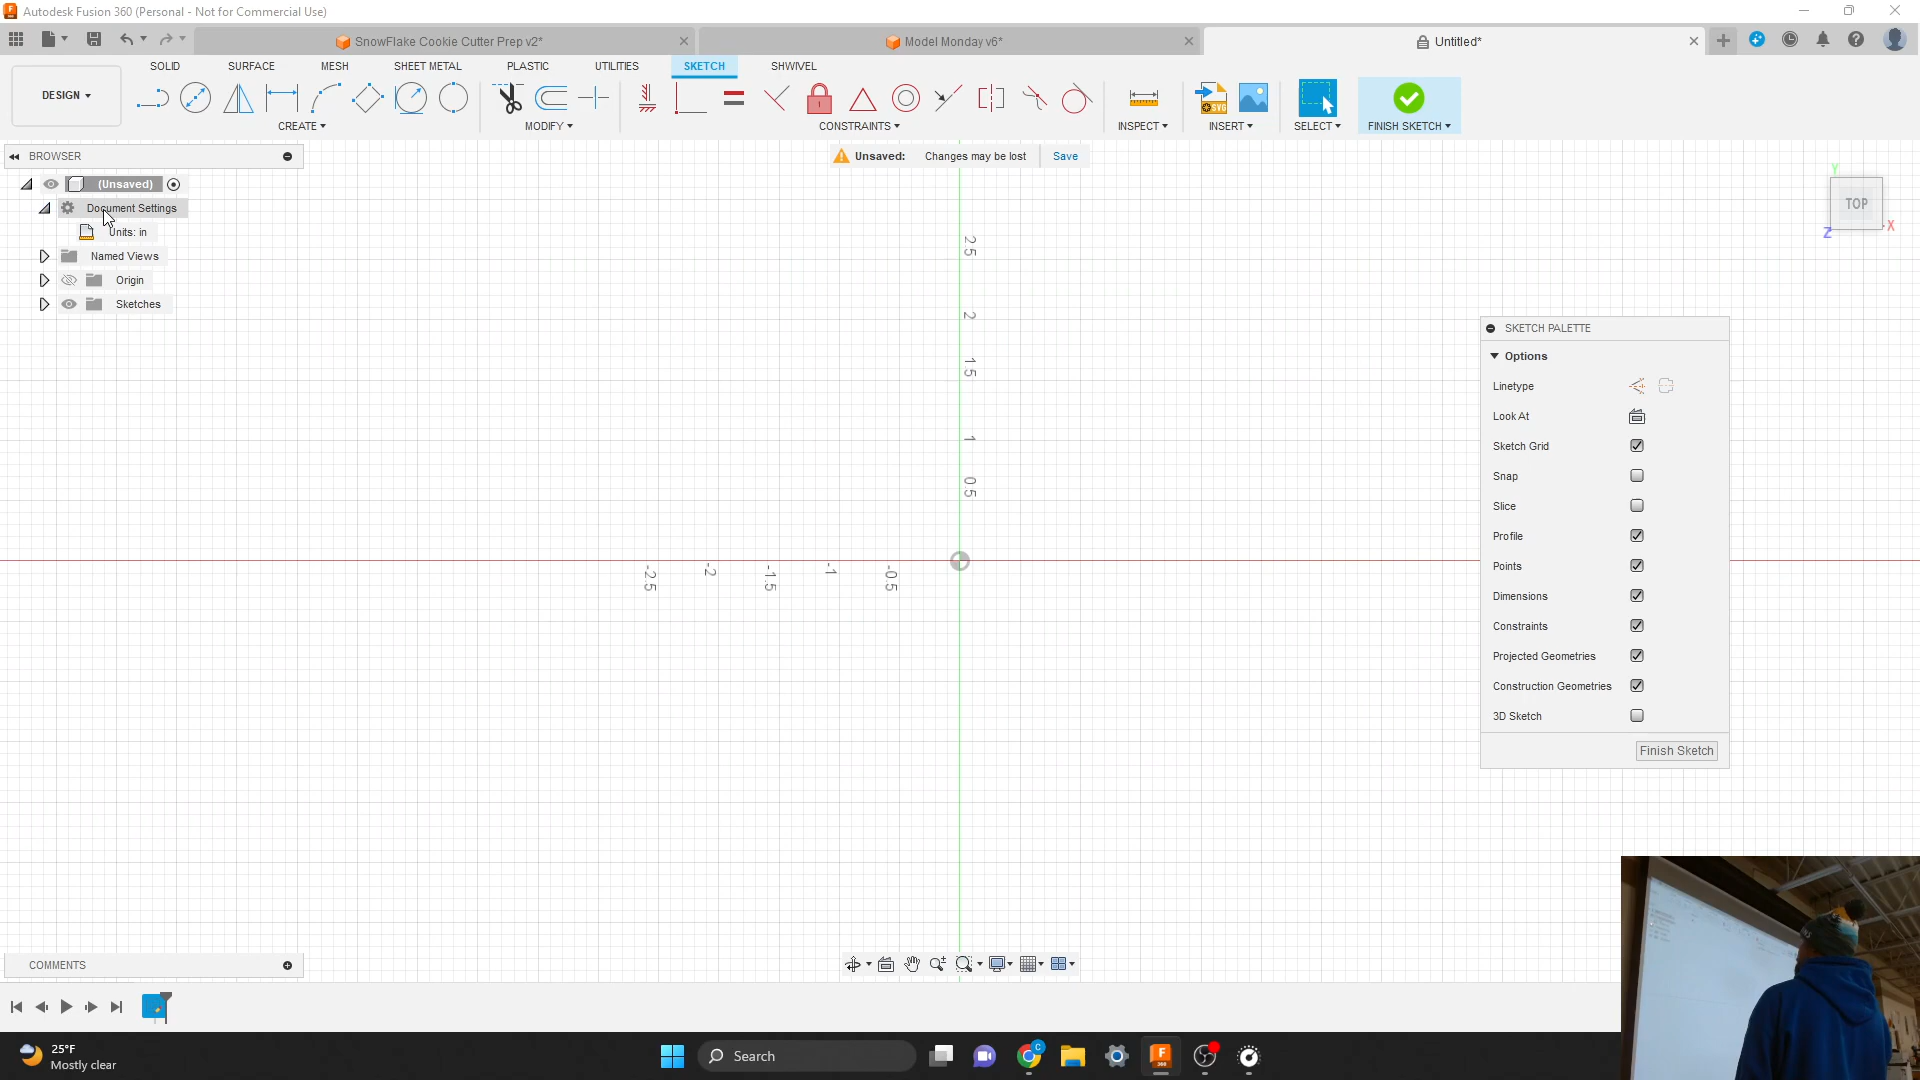 Autodesk Fusion 360 (Personal - Not for Commercial Use)
SnowFlake Cookie Cutter Prep v2*
Model Monday v6*
Untitled*
SOLID SURFACE MESH SHEET METAL PLASTIC UTILITIES SKETCH SHWIVEL
DESIGN
CREATE MODIFY CONSTRAINTS INSPECT INSERT SELECT FINISH SKETCH
SVG
BROWSER
Unsaved: Changes may be lost Save
(Unsaved)
Document Settings
Units: in
Named Views
Origin
Sketches
Y
TOP
X
Z
2.5
2
1.5
1
0.5
-2.5 -2 -1.5 -1 -0.5
SKETCH PALETTE
Options
Linetype
Look At
Sketch Grid
Snap
Slice
Profile
Points
Dimensions
Constraints
Projected Geometries
Construction Geometries
3D Sketch
Finish Sketch
COMMENTS
25°F
Mostly clear
Search
C
F
360